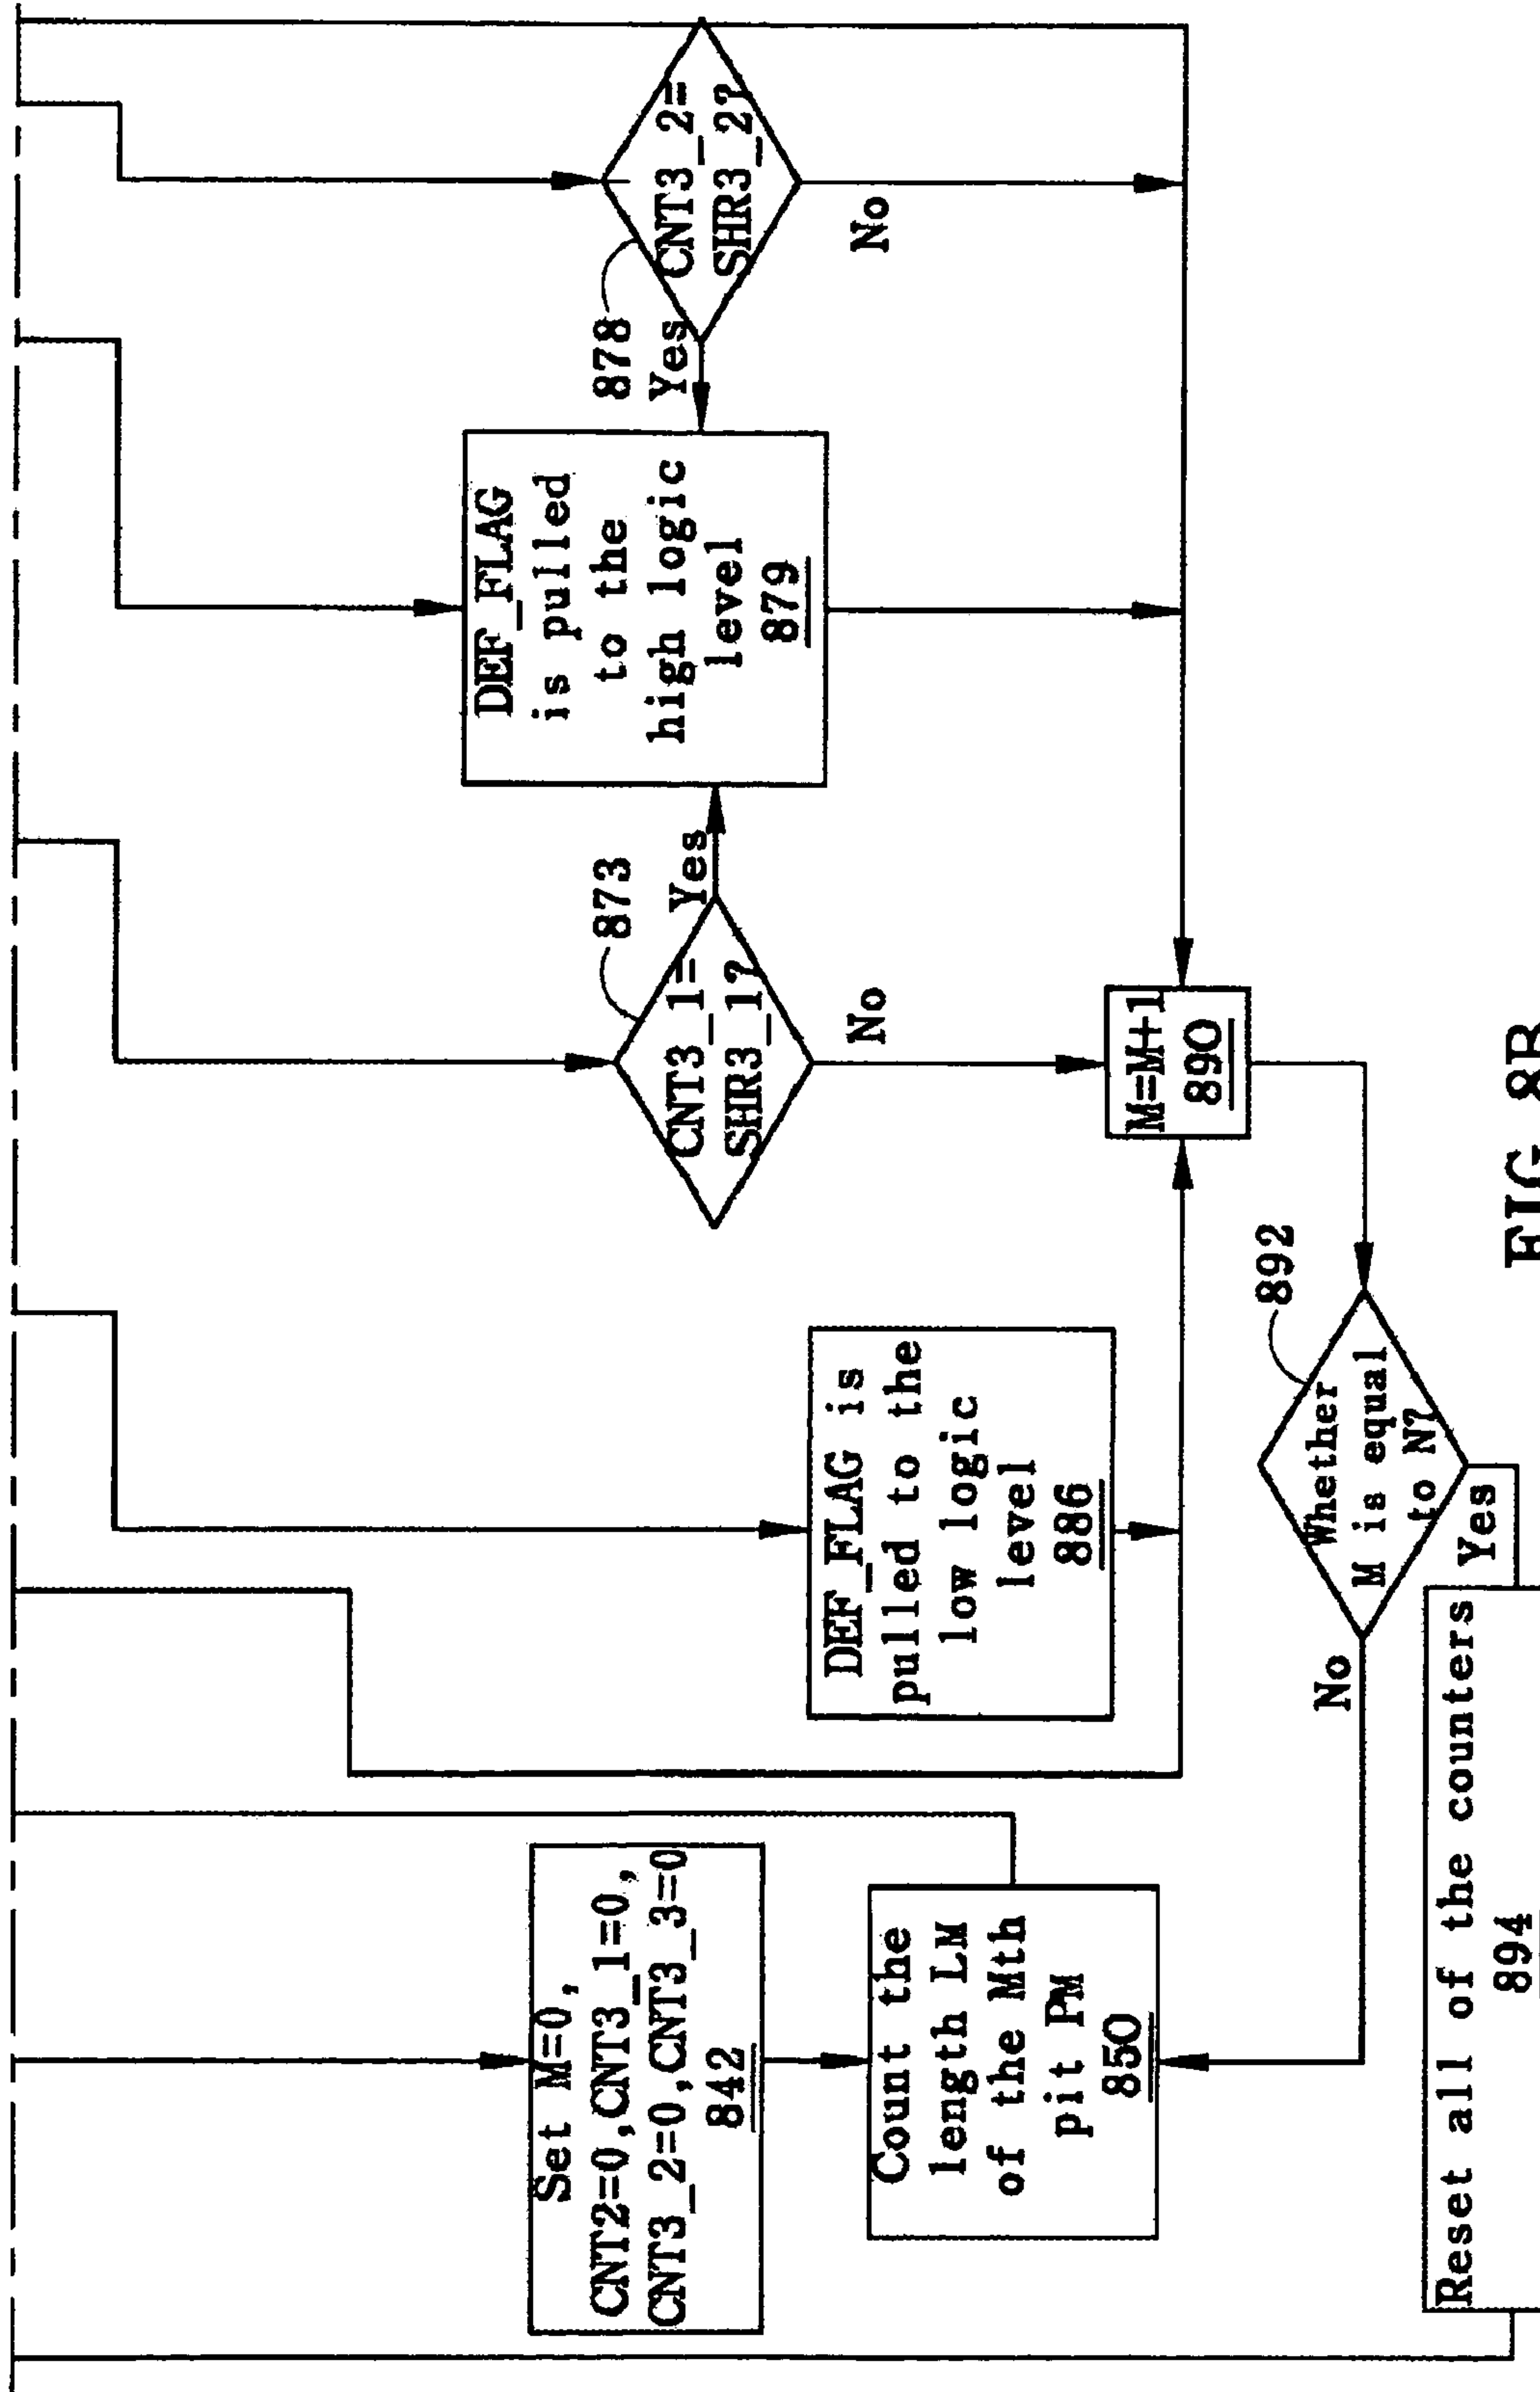 Set M=0,
CNT2=0,CNT3_1=0,
CNT3_2=0,CNT3_3=0
842
Count the
length LM
of the Mth
pit PM
850
DEF_FLAG is
pulled to the
low logic
level
886
CNT3_1=
SHR3_1?
873
Yes
No
DEF_FLAG
is pulled
to the
high logic
level
879
CNT3_2=
SHR3_2?
878
Yes
No
M=M+1
890
Whether
M is equal
to N?
892
No
Yes
Reset all of the counters
894
FIG. 8B